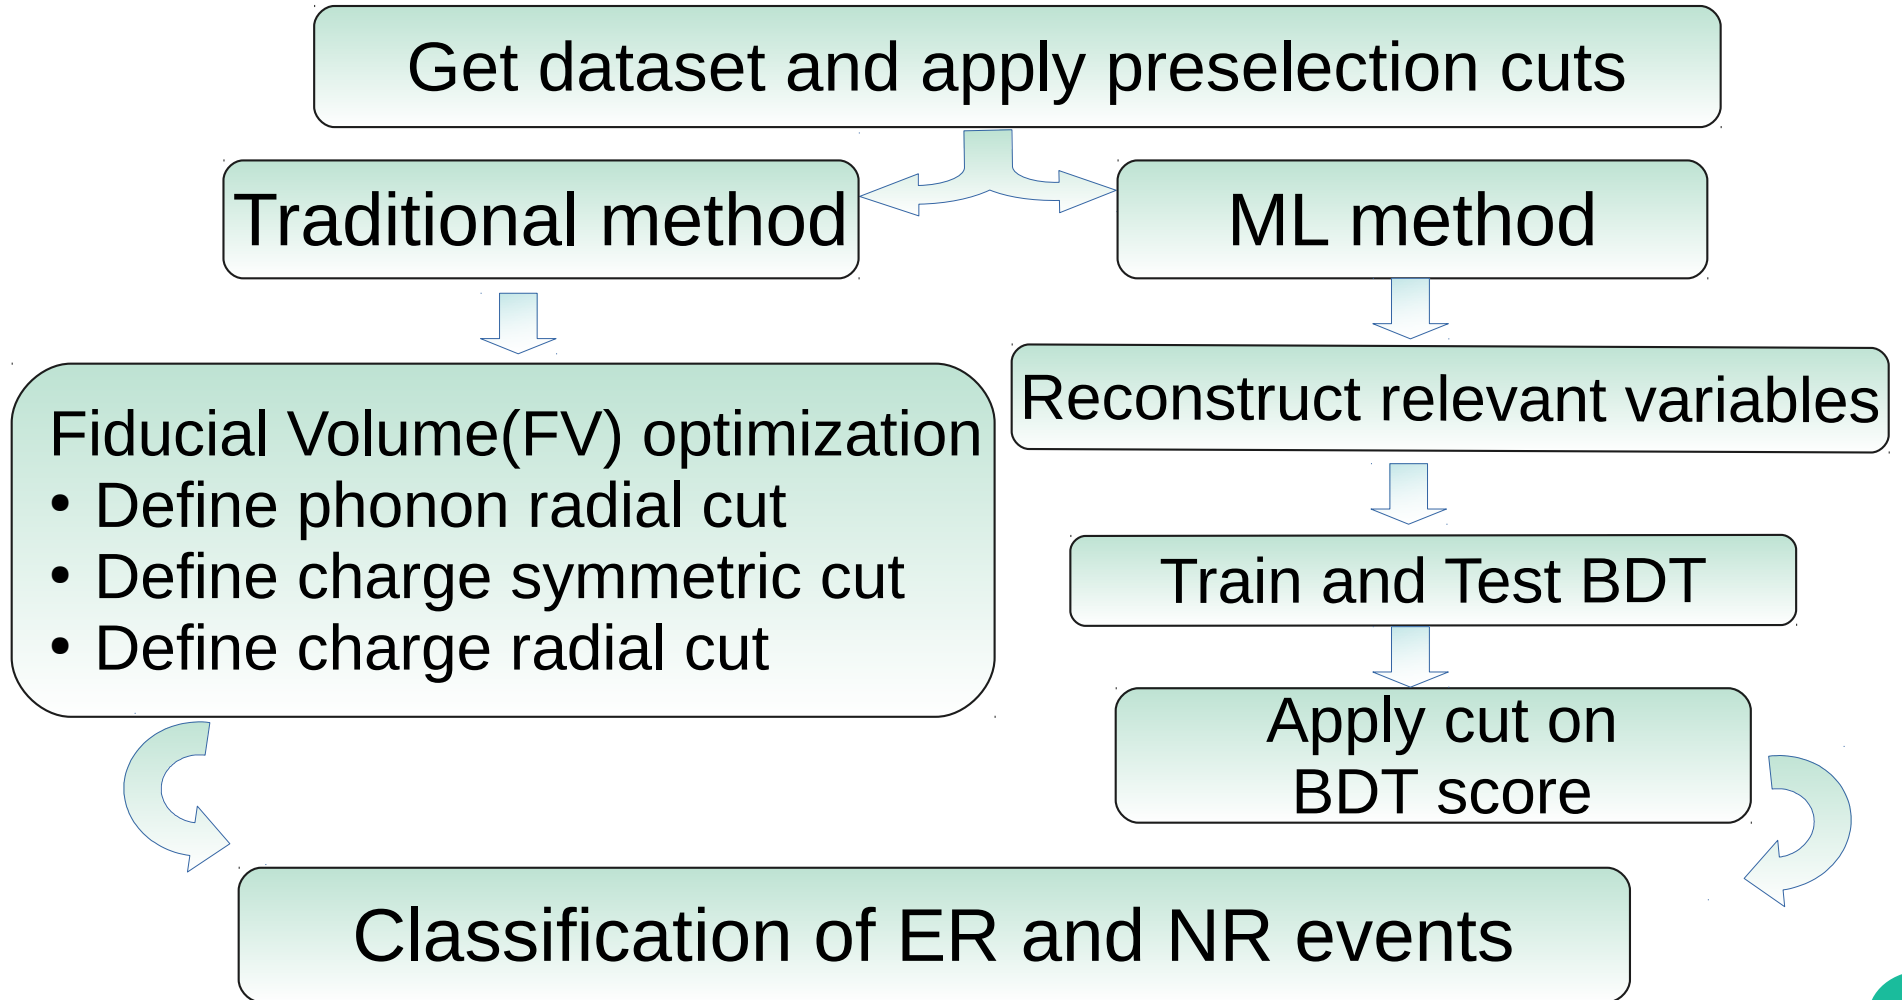 Get dataset and apply preselection cuts
Traditional method
ML method
Fiducial Volume(FV) optimization
• Define phonon radial cut
• Define charge symmetric cut
• Define charge radial cut
Reconstruct relevant variables
Train and Test BDT
Apply cut on
BDT score
Classification of ER and NR events